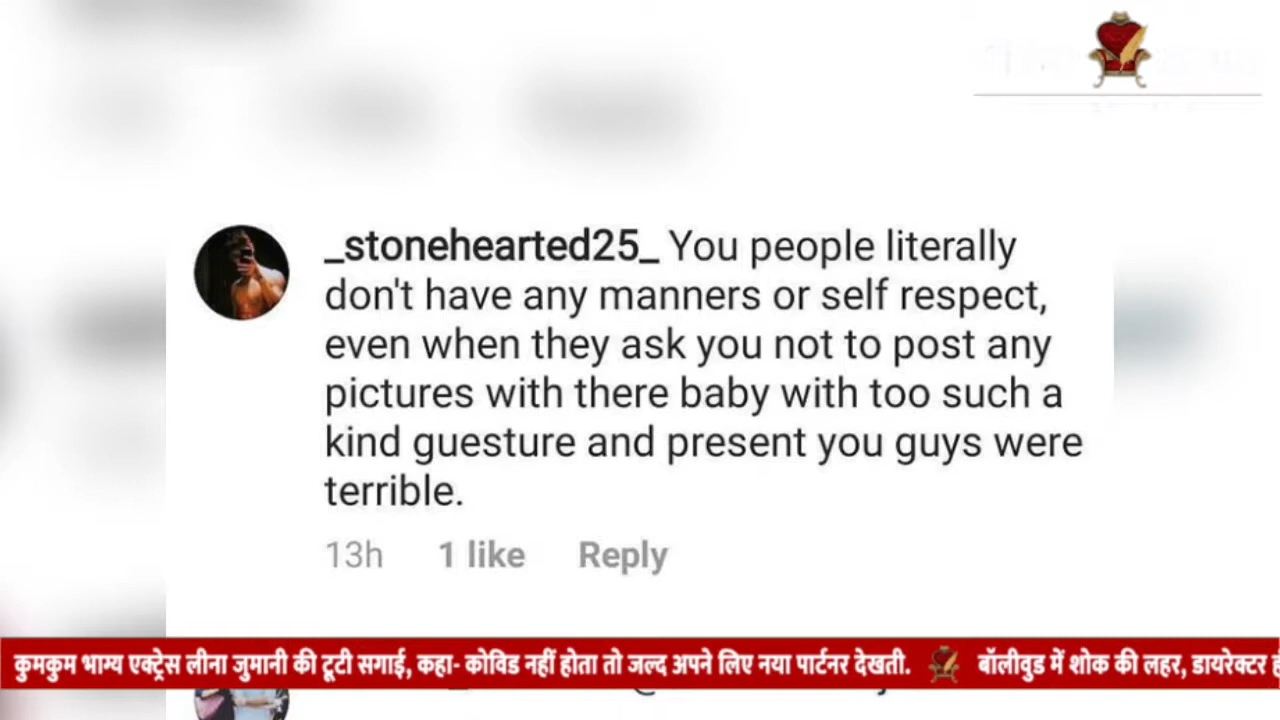 _stonehearted25_ You people literally
don't have any manners or self respect,
even when they ask you not to post any
pictures with there baby with too such a
kind guesture and present you guys were
terrible.
13h 1 like Reply
कुमकुम भाग्य एक्ट्रेस लीना जुमानी की टूटी सगाई, कहा- कोविड नहीं होता तो जल्द अपने लिए नया पार्टनर देखती. बॉलीवुड में शोक की लहर, डायरेक्टर